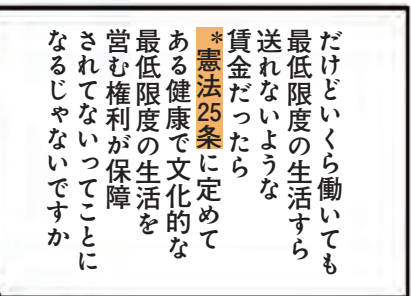 だけどいくら働いても
最低限度の生活すら
送れないような
賃金だったら
*憲法25条に定めて
ある健康で文化的な
最低限度の生活を
営む権利が保障
されてないってことに
なるじゃないですか